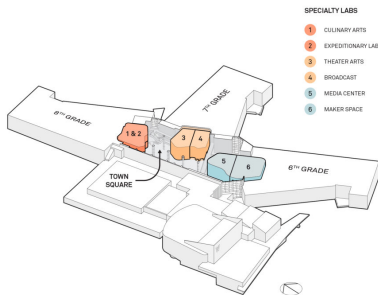 SPECIALTY LABS
1 CULINARY ARTS
2 EXPEDITIONARY LAB
3 THEATER ARTS
4 BROADCAST
5 MEDIA CENTER
6 MAKER SPACE
7TH GRADE
8TH GRADE
1 & 2
3
4
5
6
6TH GRADE
TOWN
SQUARE